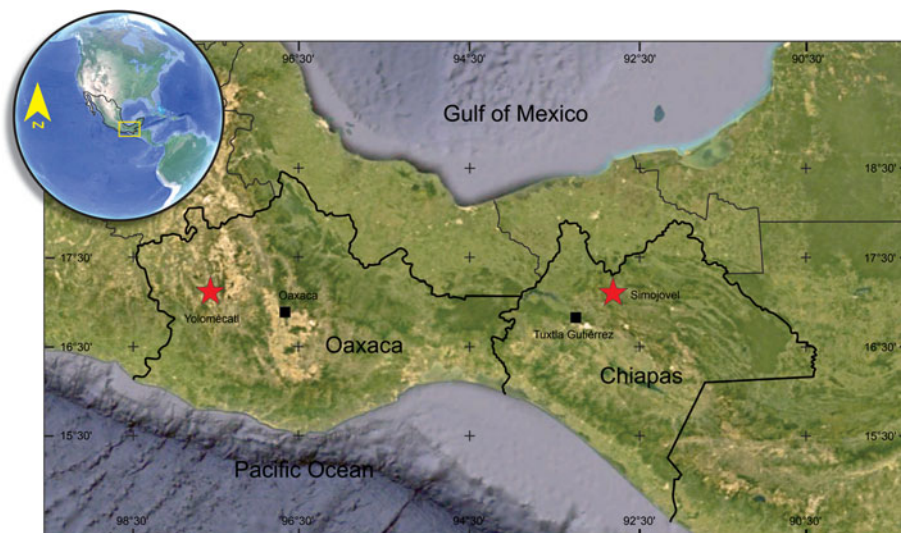 96°30'
94°30'
92°30'
90°30'
N
Gulf of Mexico
18°30'
18°30'
17°30'
17°30'
Yolomécatl
Oaxaca
Simojovel
Tuxtla Gutiérrez
16°30'
Oaxaca
Chiapas
16°30'
15°30'
15°30'
Pacific Ocean
98°30'
96°30'
94°30'
92°30'
90°30'